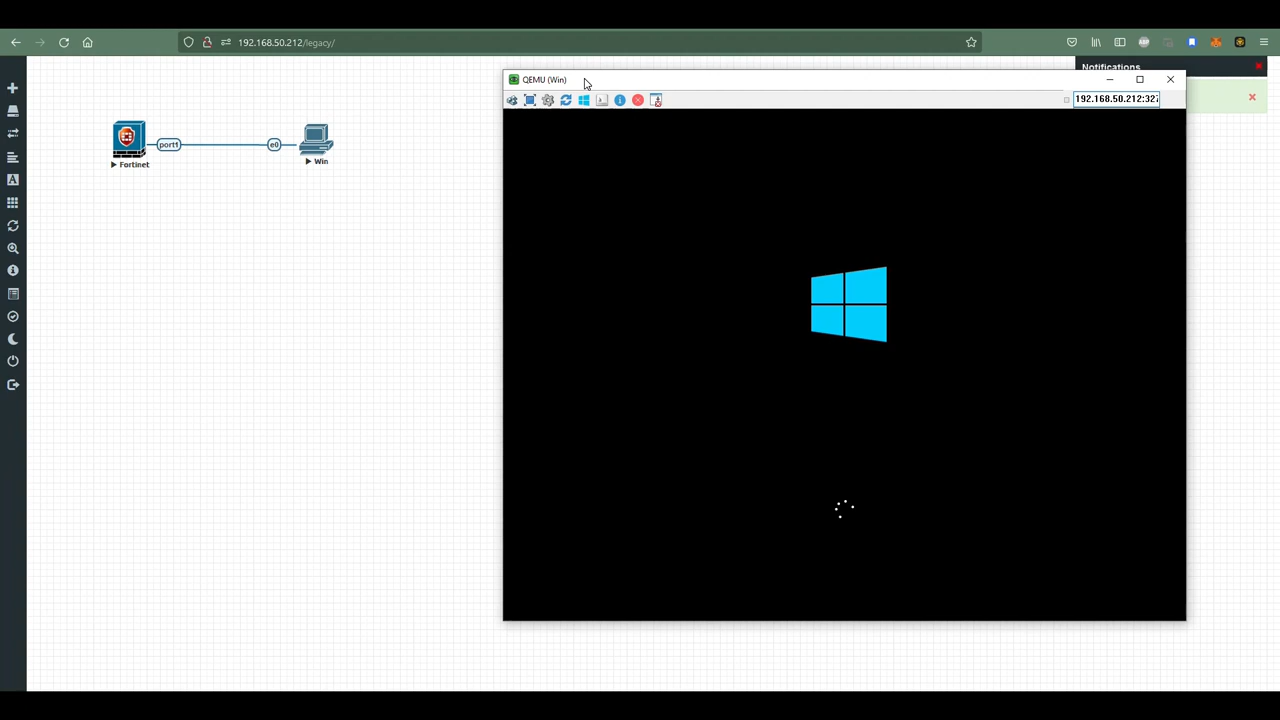 192.168.50.212/legacy/
Notifications
QEMU (Win)
192.168.50.212:32
port1
e0
Fortinet
Win